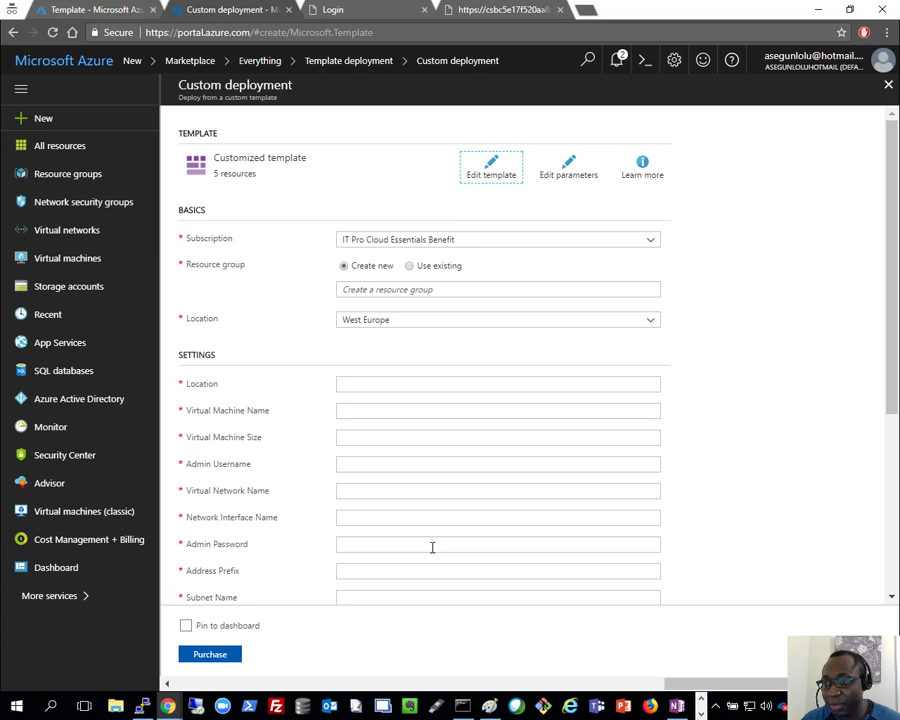 Template - Microsoft Az
Custom deployment - M
Login
https://csbc5e17f520aa8
Secure
https://portal.azure.com/#create/Microsoft.Template
Microsoft Azure New > Marketplace > Everything > Template deployment > Custom deployment
2
asegunlolu@hotmail....
ASEGUNLOLUHOTMAIL (DEFA...
Custom deployment
Deploy from a custom template
New
All resources
Resource groups
Network security groups
Virtual networks
Virtual machines
Storage accounts
Recent
App Services
SQL databases
Azure Active Directory
Monitor
Security Center
Advisor
Virtual machines (classic)
Cost Management + Billing
Dashboard
More services >
TEMPLATE
Customized template
5 resources
Edit template
Edit parameters
Learn more
BASICS
* Subscription
IT Pro Cloud Essentials Benefit
* Resource group
Create new Use existing
Create a resource group
* Location
West Europe
SETTINGS
* Location
* Virtual Machine Name
* Virtual Machine Size
* Admin Username
* Virtual Network Name
* Network Interface Name
* Admin Password
* Address Prefix
* Subnet Name
Pin to dashboard
Purchase